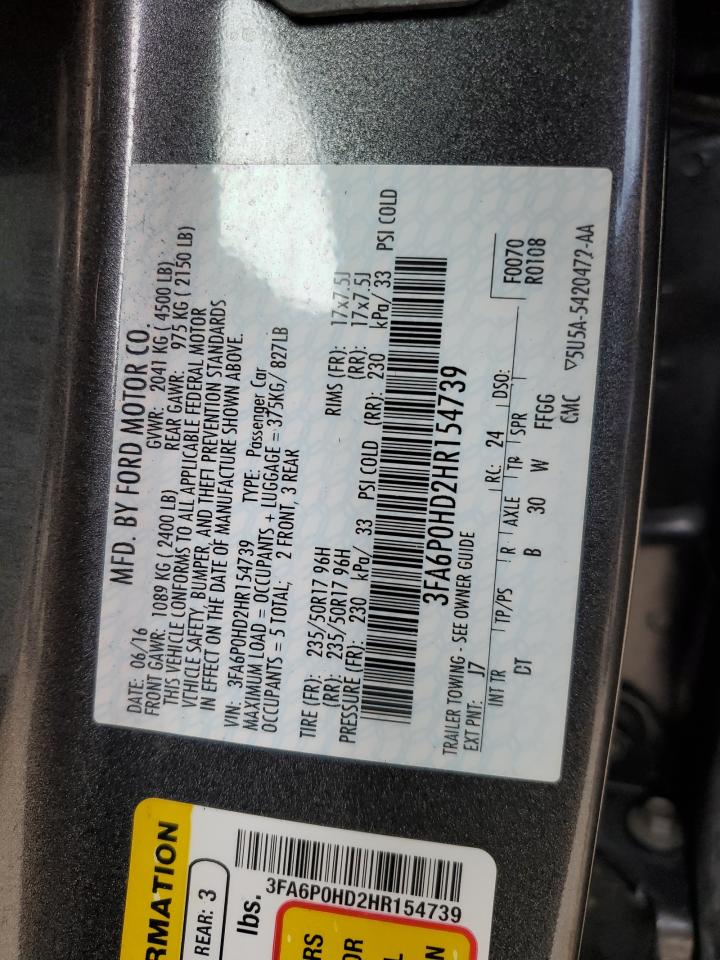 MFD. BY FORD MOTOR CO.
DATE: 06/16 GVWR: 2041 KG ( 4500 LB)
FRONT GAWR: 1089 KG ( 2400 LB) REAR GAWR: 975 KG ( 2150 LB)
THIS VEHICLE CONFORMS TO ALL APPLICABLE FEDERAL MOTOR
VEHICLE SAFETY, BUMPER, AND THEFT PREVENTION STANDARDS
IN EFFECT ON THE DATE OF MANUFACTURE SHOWN ABOVE.
VIN: 3FA6P0HD2HR154739 TYPE: Passenger Car
MAXIMUM LOAD = OCCUPANTS + LUGGAGE = 375KG/ 827LB
OCCUPANTS = 5 TOTAL; 2 FRONT, 3 REAR
TIRE (FR): 235/50R17 96H RIMS (FR): 17x7.5J
(RR): 235/50R17 96H (RR): 17x7.5J
PRESSURE (FR): 230 kPa/ 33 PSI COLD (RR): 230 kPa/ 33 PSI COLD
3FA6P0HD2HR154739
TRAILER TOWING - SEE OWNER GUIDE
EXT PNT: J7 RC: 24 DSO: F0070
R0108
INT TR TP/PS R AXLE TR SPR
DT B 30 W FFGG
CMC ▽5U5A-5420472-AA
RMATION
REAR: 3
lbs.
3FA6P0HD2HR154739
RS
OR
L
N